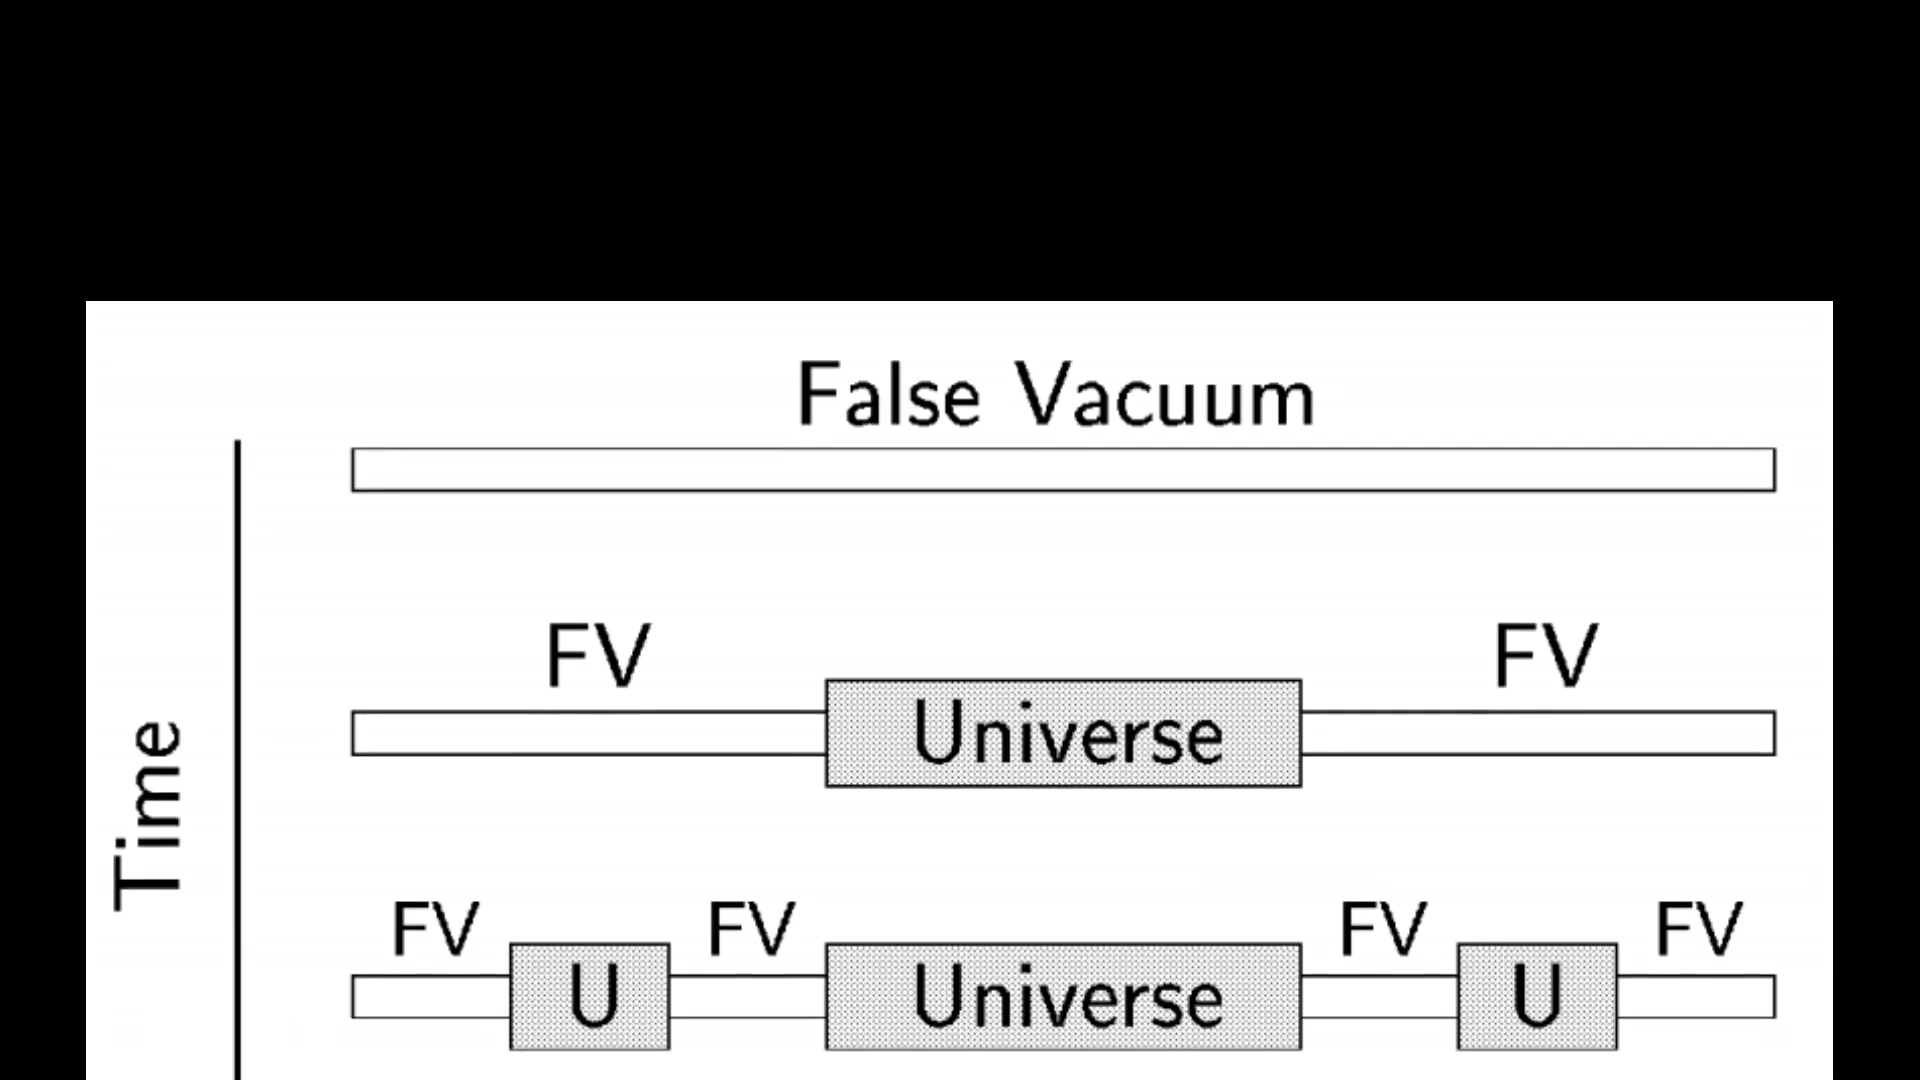 False Vacuum
FV FV
Universe
Time
FV FV FV FV
U Universe U